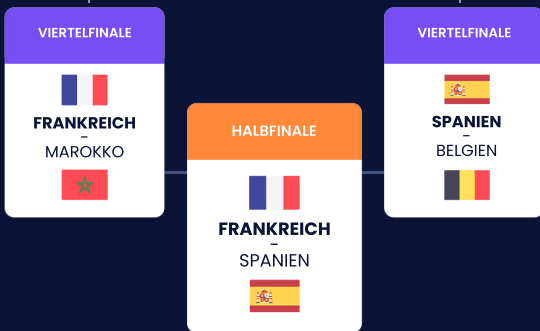 VIERTELFINALE
FRANKREICH
–
MAROKKO
HALBFINALE
FRANKREICH
–
SPANIEN
VIERTELFINALE
SPANIEN
–
BELGIEN